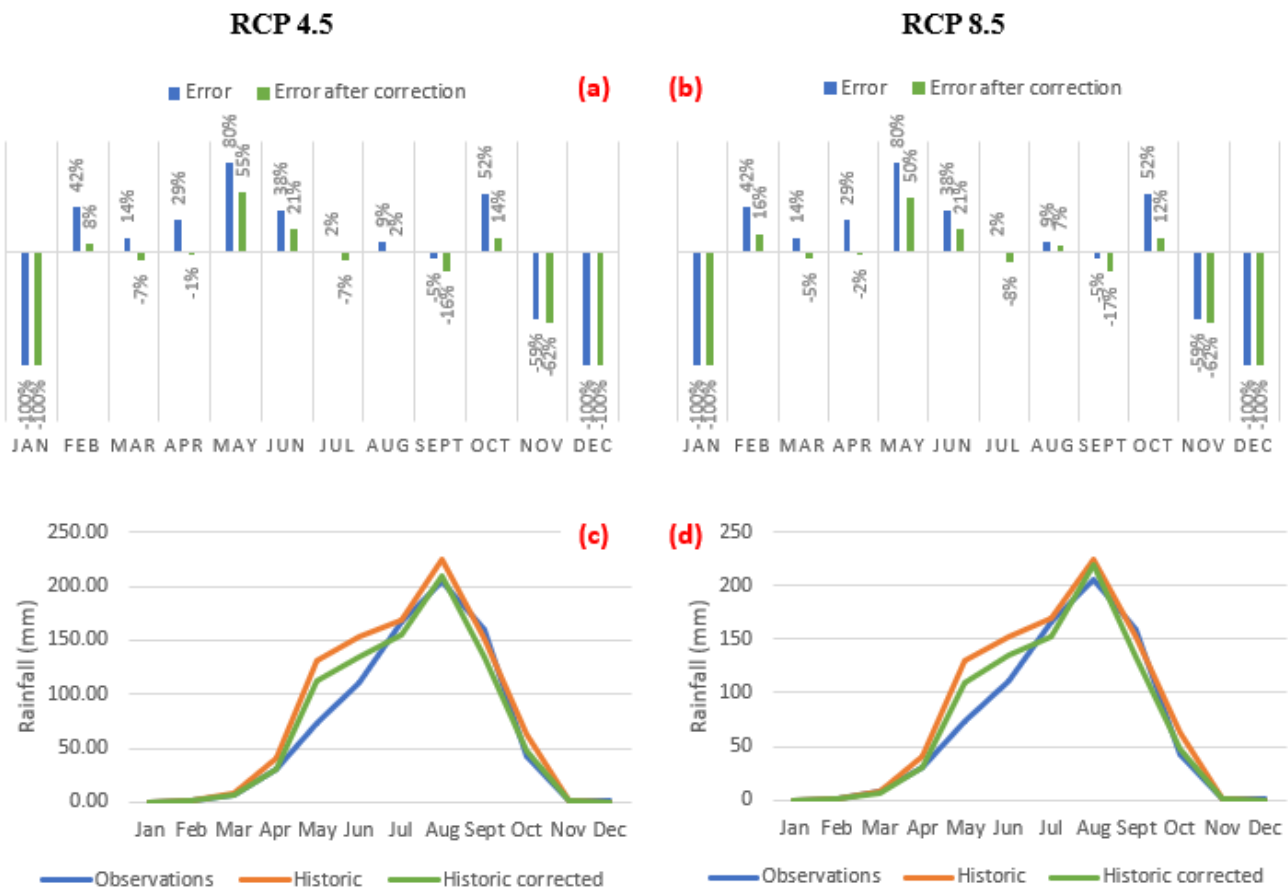 RCP 4.5
RCP 8.5
Error
Error after correction
(a)
-100%
-100%
42%
8%
14%
-7%
29%
-1%
80%
55%
38%
21%
2%
-7%
9%
2%
-5%
-16%
52%
14%
-59%
-62%
-100%
-100%
JAN FEB MAR APR MAY JUN JUL AUG SEPT OCT NOV DEC
(b)
Error
Error after correction
-100%
-100%
42%
16%
14%
-5%
29%
-2%
80%
50%
38%
21%
2%
-8%
9%
7%
-5%
-17%
52%
12%
-59%
-62%
-100%
-100%
JAN FEB MAR APR MAY JUN JUL AUG SEPT OCT NOV DEC
(c)
Rainfall (mm)
250.00
200.00
150.00
100.00
50.00
0.00
Jan Feb Mar Apr May Jun Jul Aug Sept Oct Nov Dec
Observations
Historic
Historic corrected
(d)
Rainfall (mm)
250
200
150
100
50
0
Jan Feb Mar Apr May Jun Jul Aug Sept Oct Nov Dec
Observations
Historic
Historic corrected